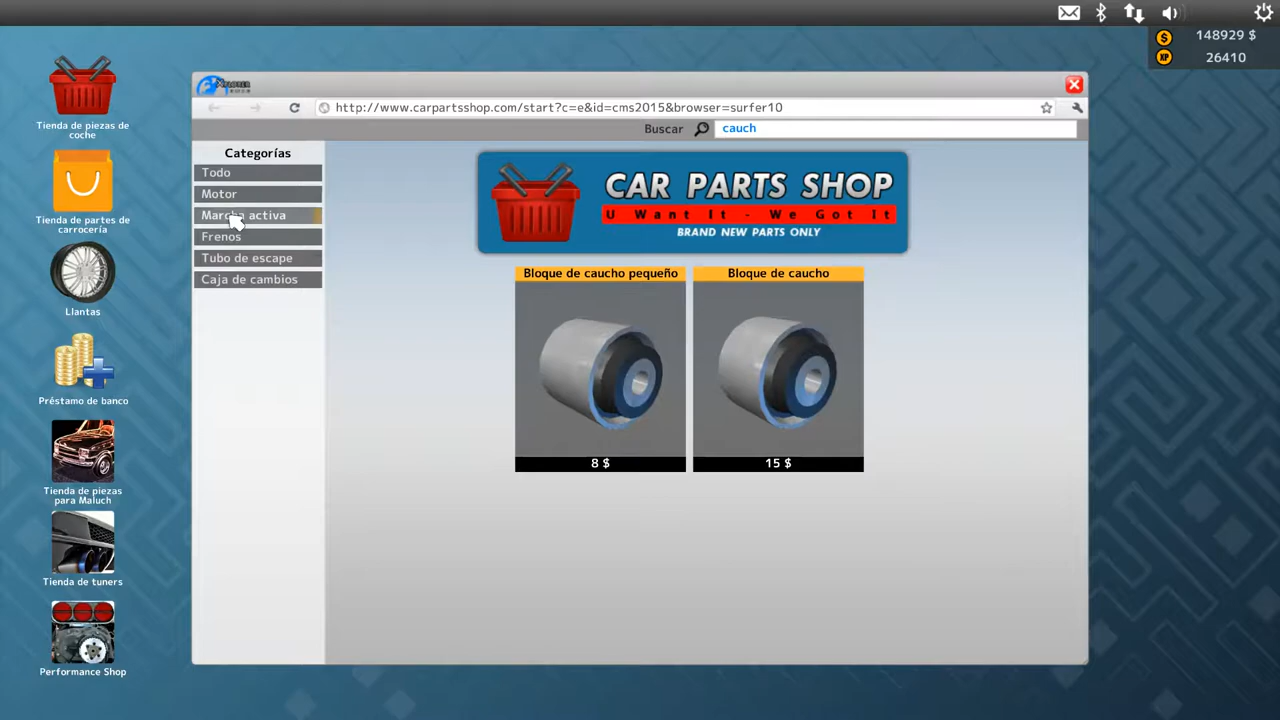 148929 $
26410
Tienda de piezas de
coche
Tienda de partes de
carrocería
Llantas
Préstamo de banco
Tienda de piezas
para Maluch
Tienda de tuners
Performance Shop
http://www.carpartsshop.com/start?c=e&id=cms2015&browser=surfer10
Buscar
cauch
Categorías
Todo
Motor
Marcha activa
Frenos
Tubo de escape
Caja de cambios
CAR PARTS SHOP
U Want It - We Got It
BRAND NEW PARTS ONLY
Bloque de caucho pequeño
8 $
Bloque de caucho
15 $